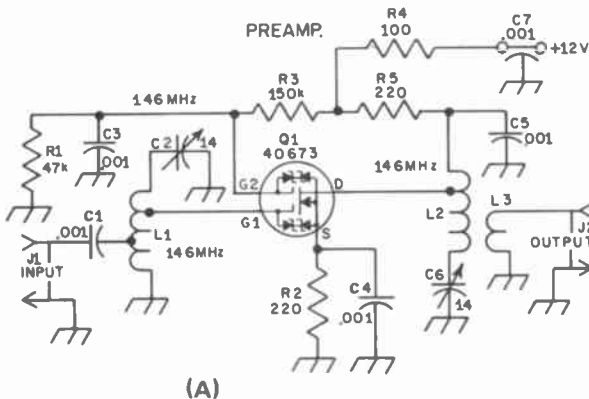 PREAMP.
R4
100
C7
.001
+12V
R3
150k
R5
220
146MHz
R1
47k
C3
.001
C2
14
Q1
40673
C5
.001
146MHz
G2
D
G1
S
C1
.001
L1
146MHz
L2
L3
J1
INPUT
J2
OUTPUT
R2
220
C4
.001
C6
14
(A)